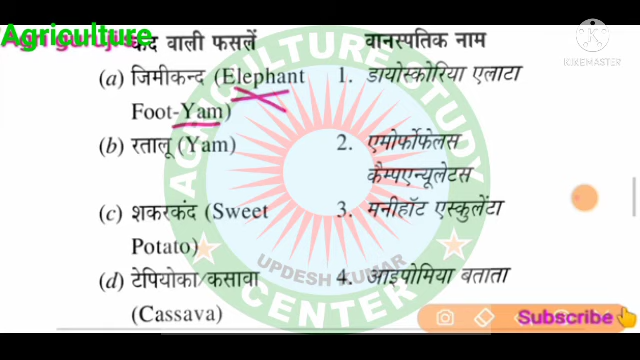 Agriculture
कंद वाली फसलें वानस्पतिक नाम
KINEMASTER
(a) जिमीकन्द (Elephant 1. डायोस्कोरिया एलाटा
Foot-Yam)
(b) रतालू (Yam) 2. एमोर्फोफेलस
कैम्पएन्यूलेटस
(c) शकरकंद (Sweet 3. मनीहॉट एस्कुलेंटा
Potato)
(d) टेपियोका/कसावा 4. आइपोमिया बताता
(Cassava)
AGRICULTURE STUDY
UPDESH KUMAR
CENTER
Subscribe